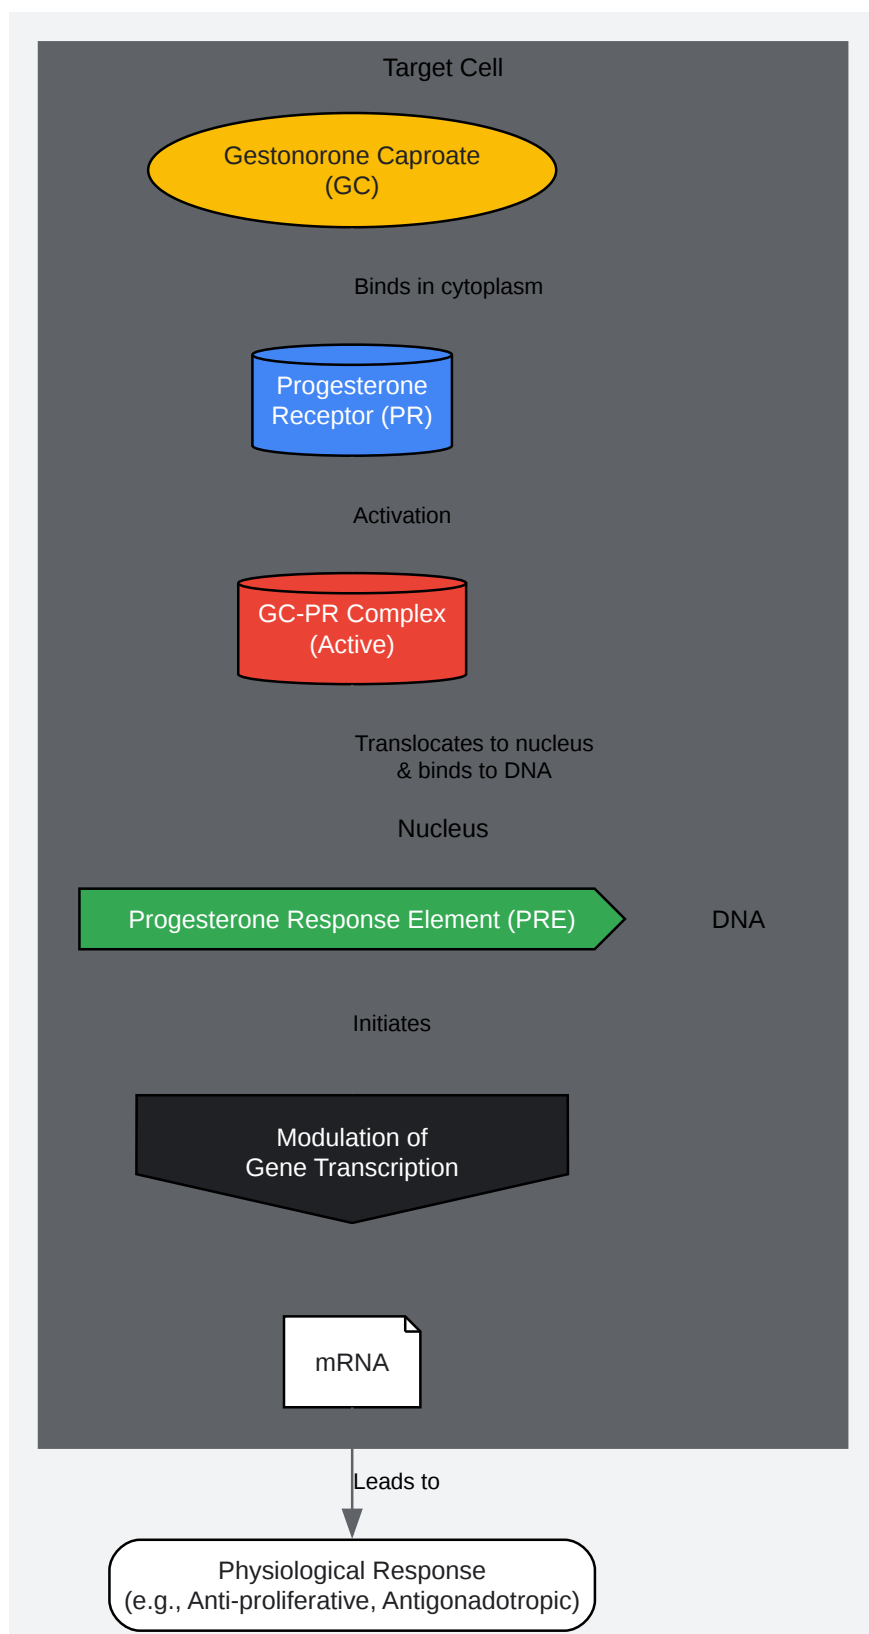 Target Cell
Gestonorone Caproate
(GC)
Binds in cytoplasm
Progesterone
Receptor (PR)
Activation
GC-PR Complex
(Active)
Translocates to nucleus
& binds to DNA
Nucleus
Progesterone Response Element (PRE)
DNA
Initiates
Modulation of
Gene Transcription
mRNA
Leads to
Physiological Response
(e.g., Anti-proliferative, Antigonadotropic)